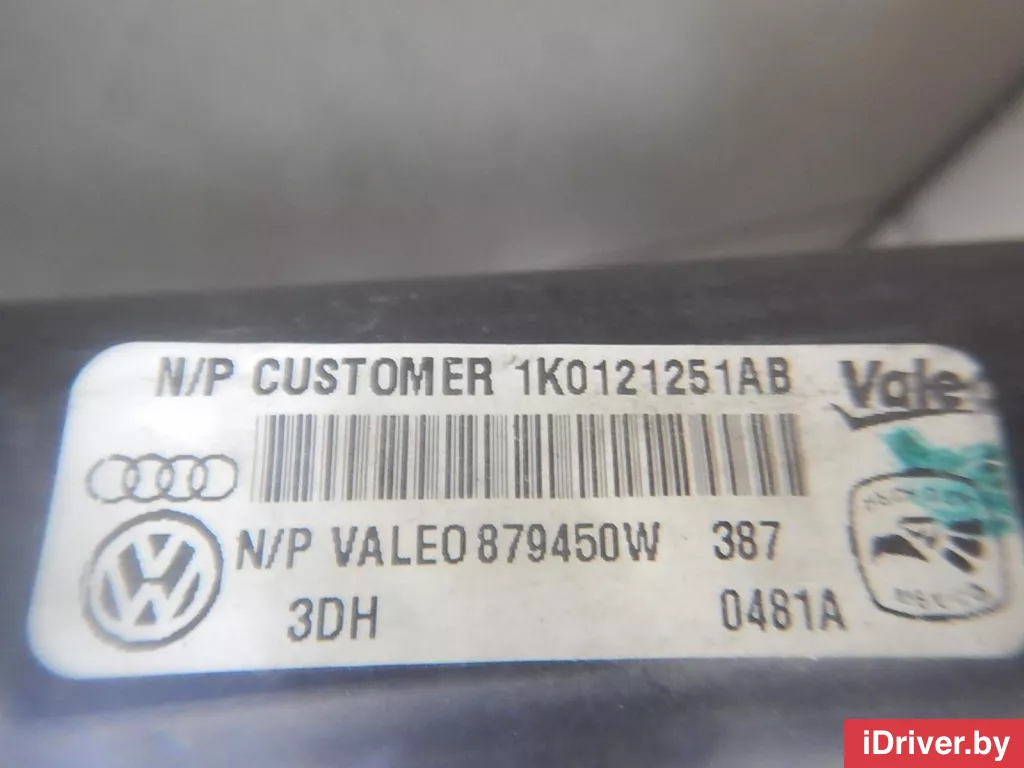 N/P CUSTOMER 1K0121251AB
Vale
N/P VALEO 879450W 387
3DH 0481A
iDriver.by